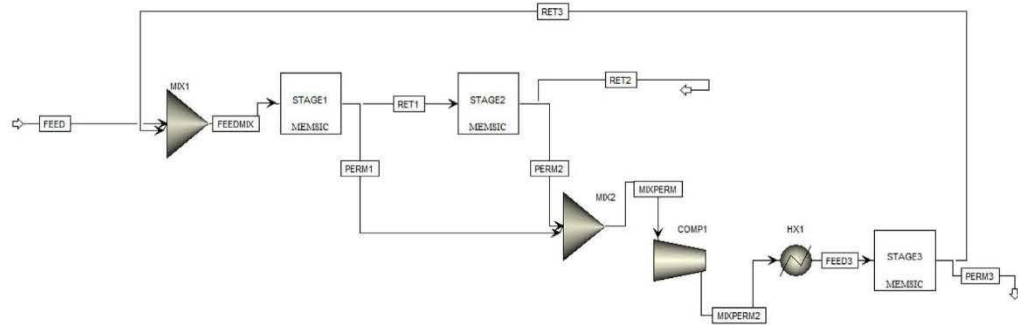 RET3
MIX1
STAGE1
MEMSIC
RET1
STAGE2
MEMSIC
RET2
FEED
FEEDMIX
PERM1
PERM2
MIX2
MIXPERM
COMP1
HX1
STAGE3
MEMSIC
FEED3
PERM3
MIXPERM2